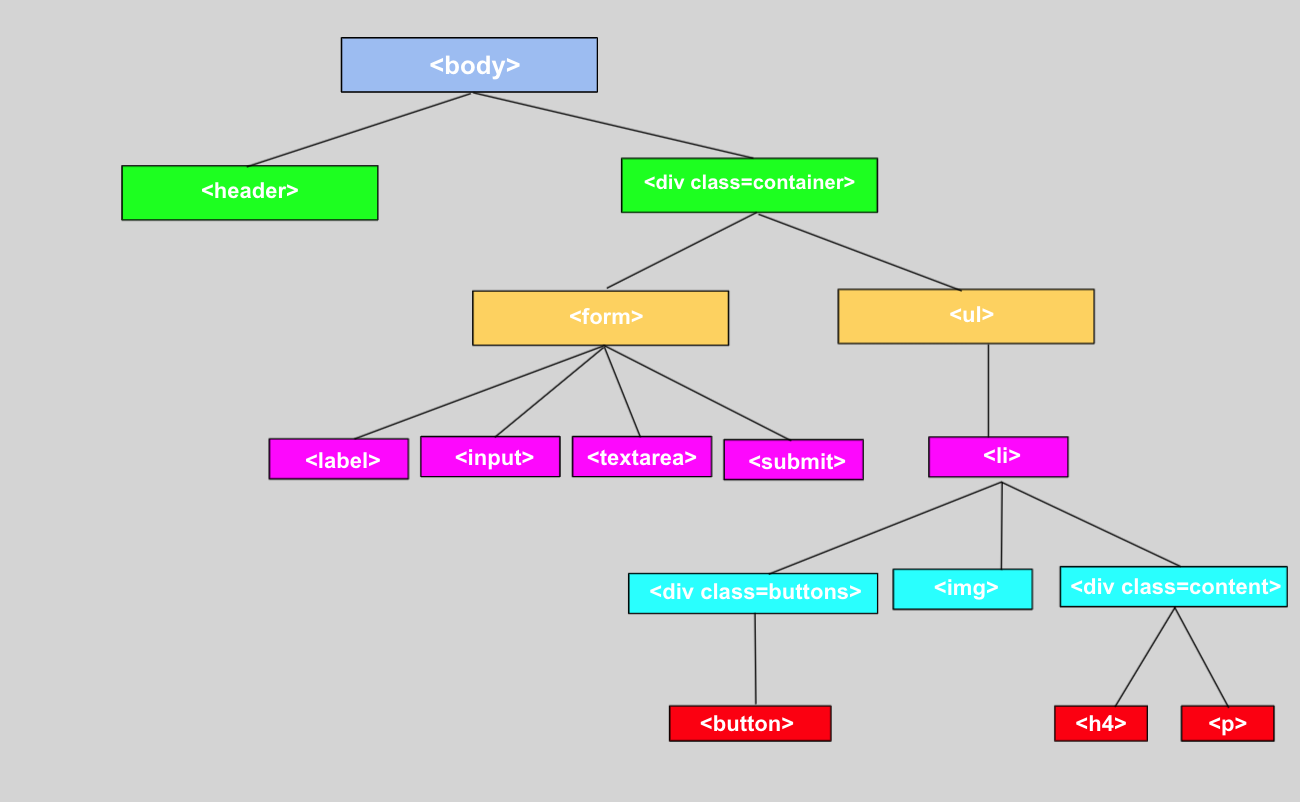 <body>
<header>
<div class=container>
<form>
<ul>
<label>
<input>
<textarea>
<submit>
<li>
<div class=buttons>
<img>
<div class=content>
<button>
<h4>
<p>